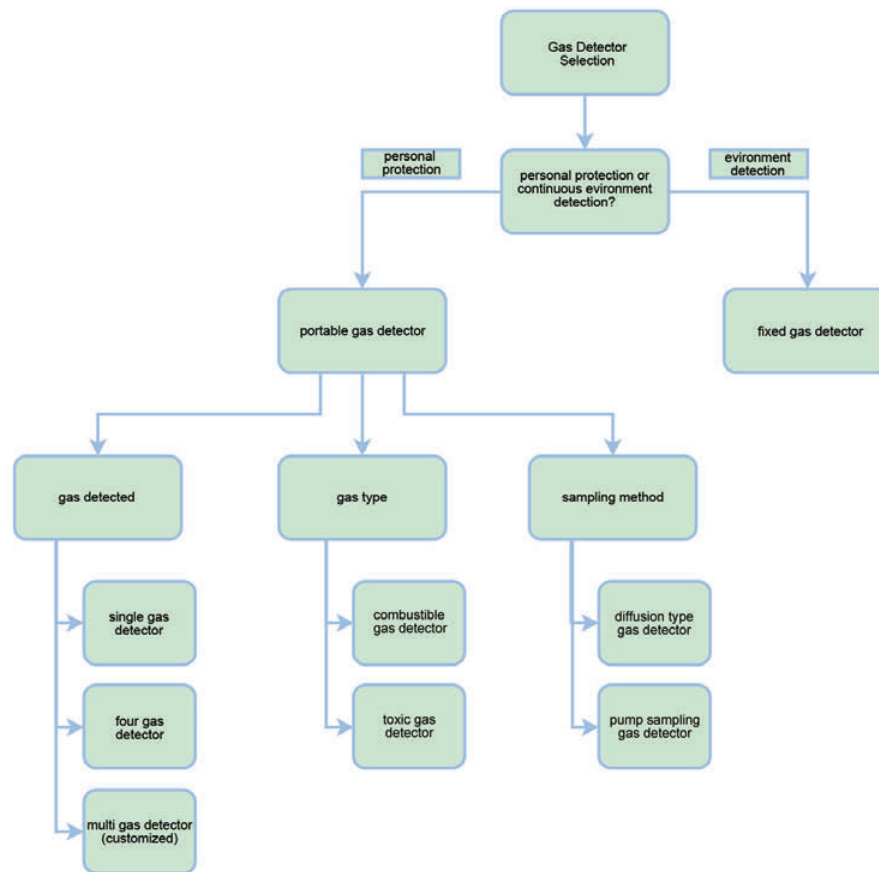 Gas Detector
Selection
personal
protection
evironment
detection
personal protection or
continuous evironment
detection?
portable gas detector
fixed gas detector
gas detected
gas type
sampling method
single gas
detector
combustible
gas detector
diffusion type
gas detector
four gas
detector
toxic gas
detector
pump sampling
gas detector
multi gas detector
(customized)